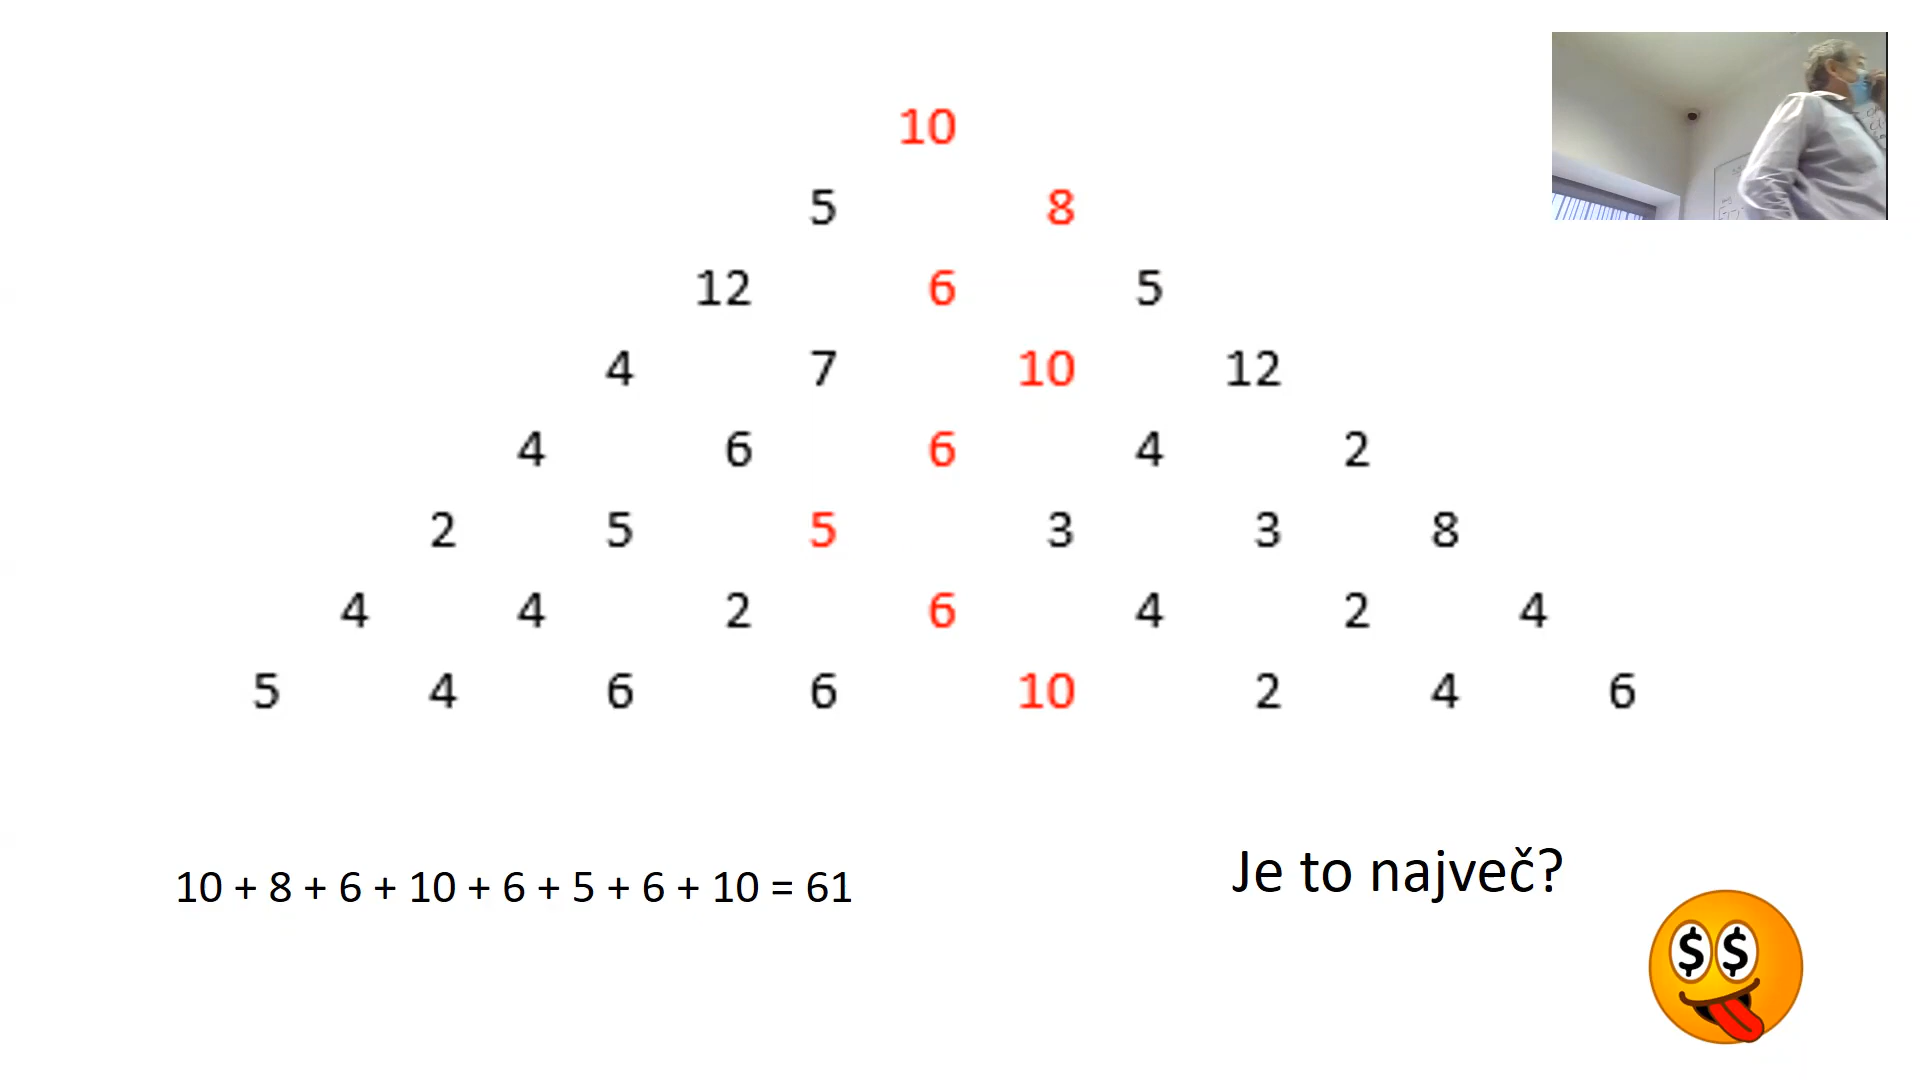 10
5 8
12 6 5
4 7 10 12
4 6 6 4 2
2 5 5 3 3 8
4 4 2 6 4 2 4
5 4 6 6 10 2 4 6
10 + 8 + 6 + 10 + 6 + 5 + 6 + 10 = 61
Je to največ?
$ $